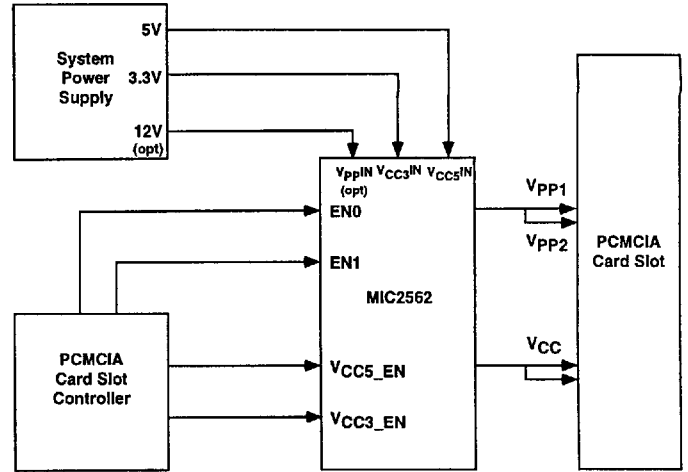 System
Power
Supply
5V
3.3V
12V
(opt)
VPPIN VCC3IN VCC5IN
(opt)
EN0
EN1
MIC2562
VCC5_EN
VCC3_EN
PCMCIA
Card Slot
Controller
VPP1
VPP2
VCC
PCMCIA
Card Slot